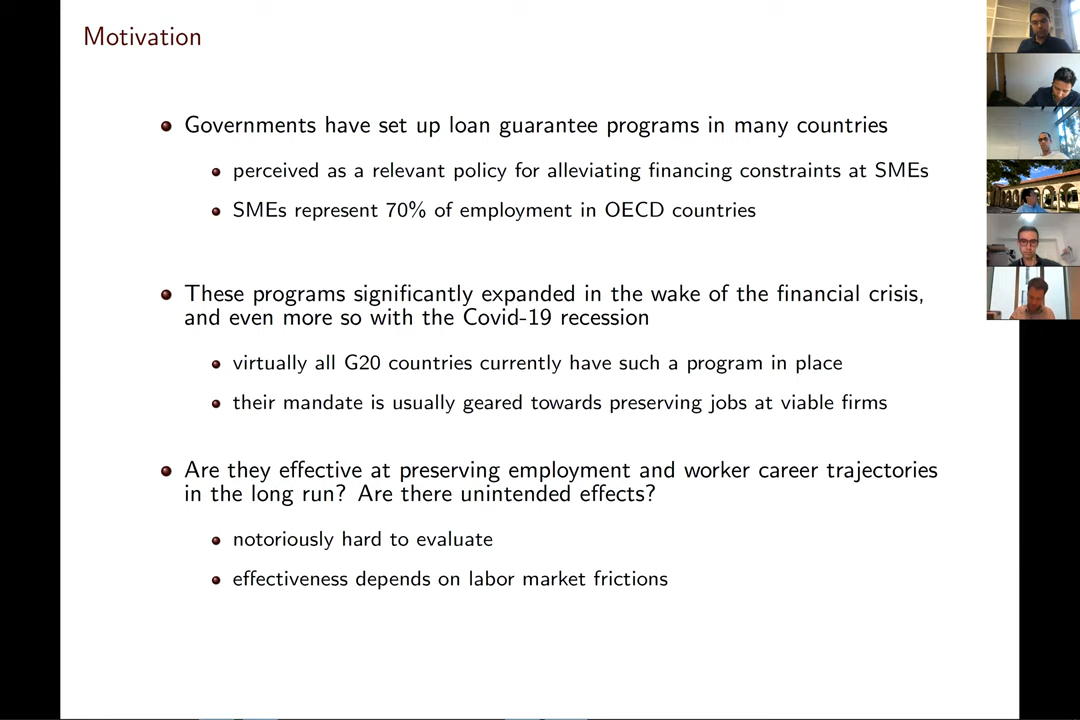 Motivation
Governments have set up loan guarantee programs in many countries
perceived as a relevant policy for alleviating financing constraints at SMEs
SMEs represent 70% of employment in OECD countries
These programs significantly expanded in the wake of the financial crisis,
and even more so with the Covid-19 recession
virtually all G20 countries currently have such a program in place
their mandate is usually geared towards preserving jobs at viable firms
Are they effective at preserving employment and worker career trajectories
in the long run? Are there unintended effects?
notoriously hard to evaluate
effectiveness depends on labor market frictions